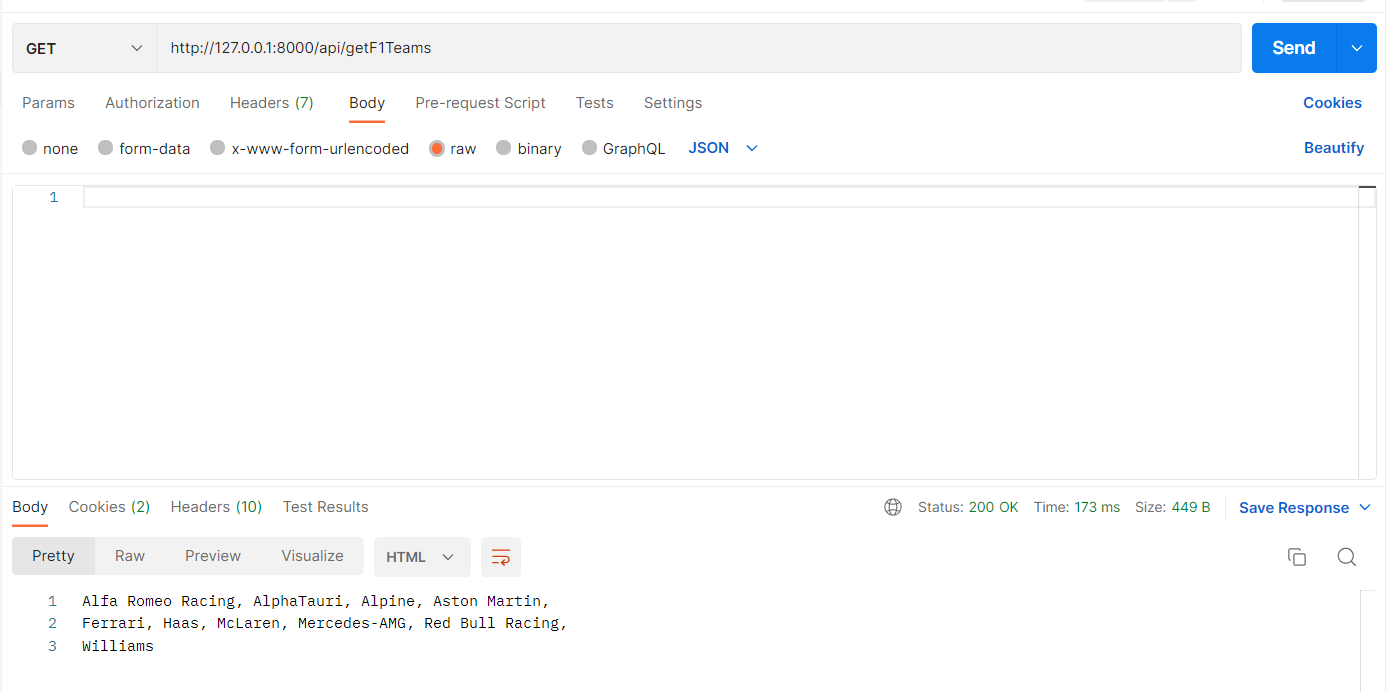 GET http://127.0.0.1:8000/api/getF1Teams Send
Params Authorization Headers (7) Body Pre-request Script Tests Settings Cookies
none form-data x-www-form-urlencoded raw binary GraphQL JSON Beautify
1
Body Cookies (2) Headers (10) Test Results Status: 200 OK Time: 173 ms Size: 449 B Save Response
Pretty Raw Preview Visualize HTML
1 Alfa Romeo Racing, AlphaTauri, Alpine, Aston Martin,
2 Ferrari, Haas, McLaren, Mercedes-AMG, Red Bull Racing,
3 Williams